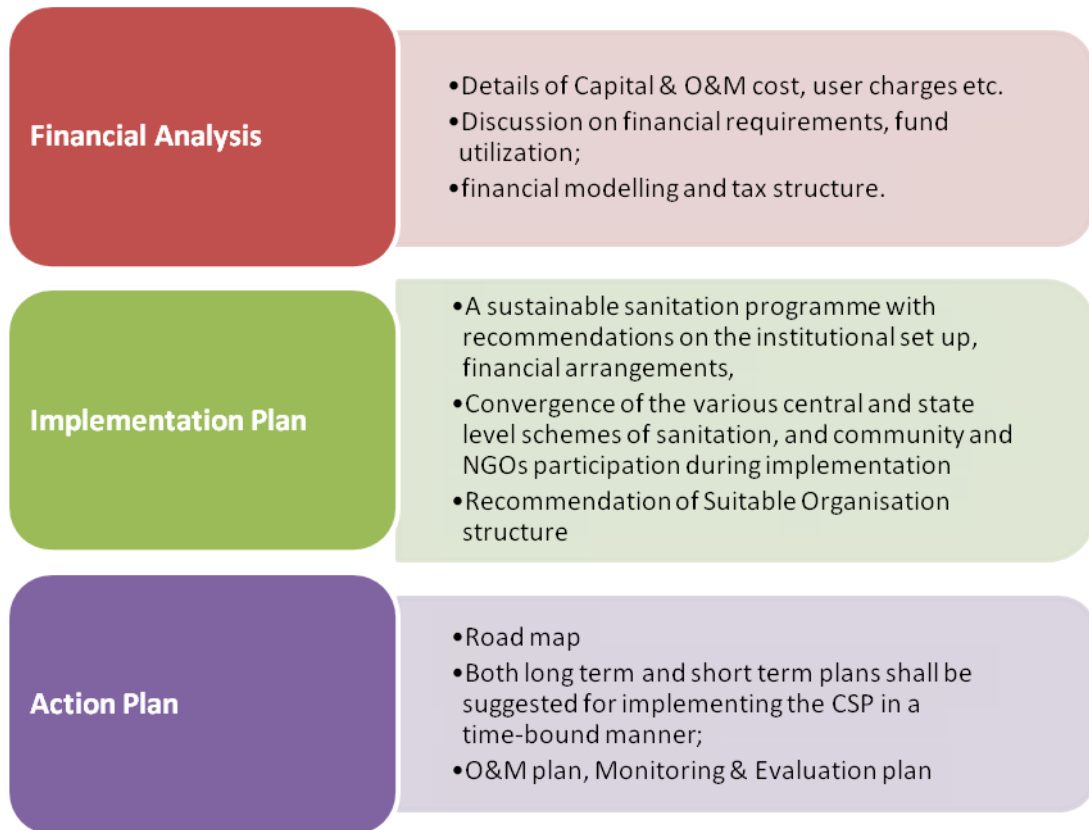 Financial Analysis
•Details of Capital & O&M cost, user charges etc.
•Discussion on financial requirements, fund
utilization;
•financial modelling and tax structure.
Implementation Plan
•A sustainable sanitation programme with
recommendations on the institutional set up,
financial arrangements,
•Convergence of the various central and state
level schemes of sanitation, and community and
NGOs participation during implementation
•Recommendation of Suitable Organisation
structure
Action Plan
•Road map
•Both long term and short term plans shall be
suggested for implementing the CSP in a
time-bound manner;
•O&M plan, Monitoring & Evaluation plan